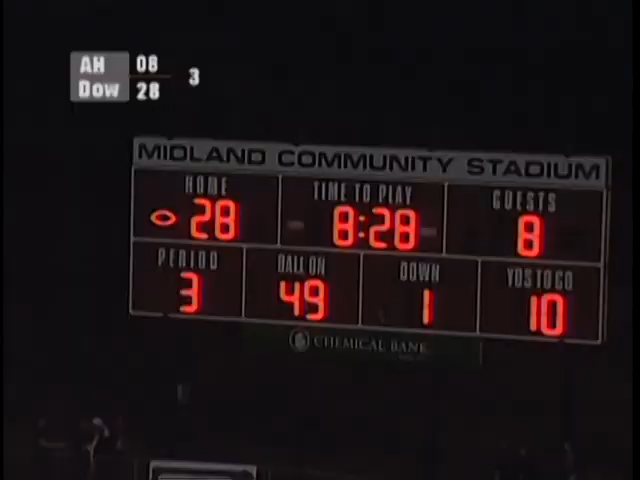 AH 08
Dow 28 3
MIDLAND COMMUNITY STADIUM
HOME TIME TO PLAY GUESTS
28 8:28 8
PERIOD BALL ON DOWN YDS TO GO
3 49 1 10
CHEMICAL BANK